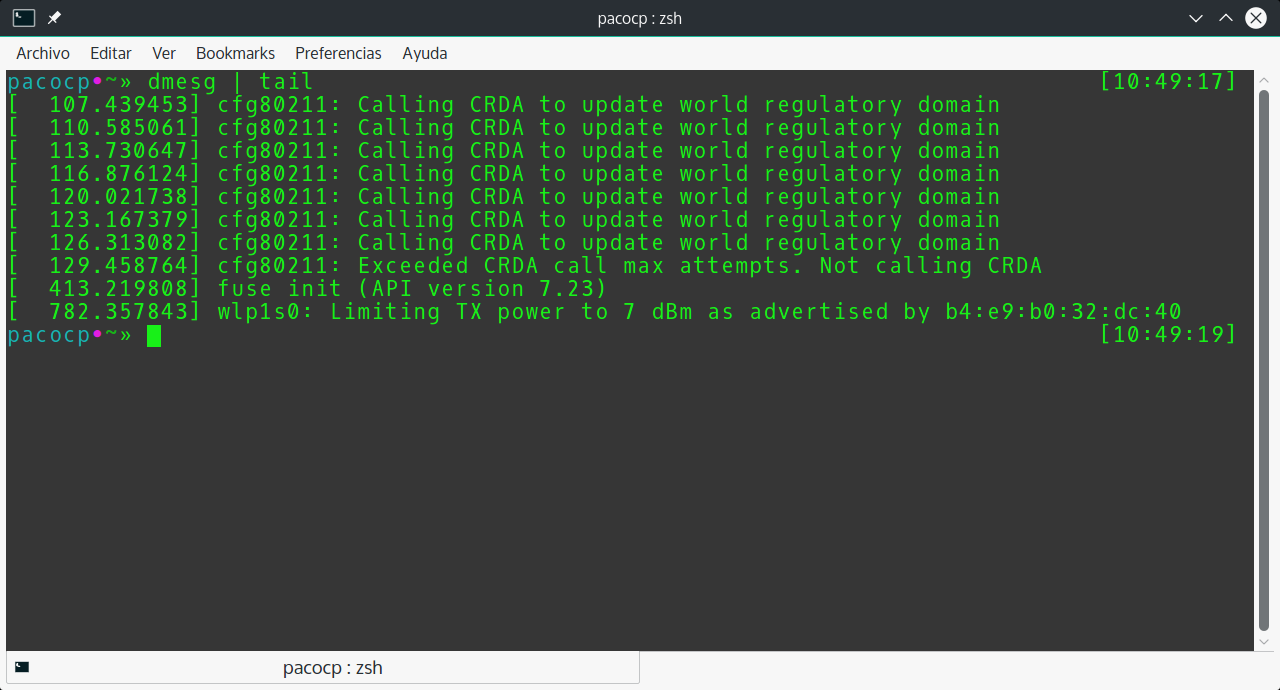 pacocp : zsh
Archivo Editar Ver Bookmarks Preferencias Ayuda
pacocp•~» dmesg | tail [10:49:17]
[  107.439453] cfg80211: Calling CRDA to update world regulatory domain
[  110.585061] cfg80211: Calling CRDA to update world regulatory domain
[  113.730647] cfg80211: Calling CRDA to update world regulatory domain
[  116.876124] cfg80211: Calling CRDA to update world regulatory domain
[  120.021738] cfg80211: Calling CRDA to update world regulatory domain
[  123.167379] cfg80211: Calling CRDA to update world regulatory domain
[  126.313082] cfg80211: Calling CRDA to update world regulatory domain
[  129.458764] cfg80211: Exceeded CRDA call max attempts. Not calling CRDA
[  413.219808] fuse init (API version 7.23)
[  782.357843] wlp1s0: Limiting TX power to 7 dBm as advertised by b4:e9:b0:32:dc:40
pacocp•~» [10:49:19]
pacocp : zsh